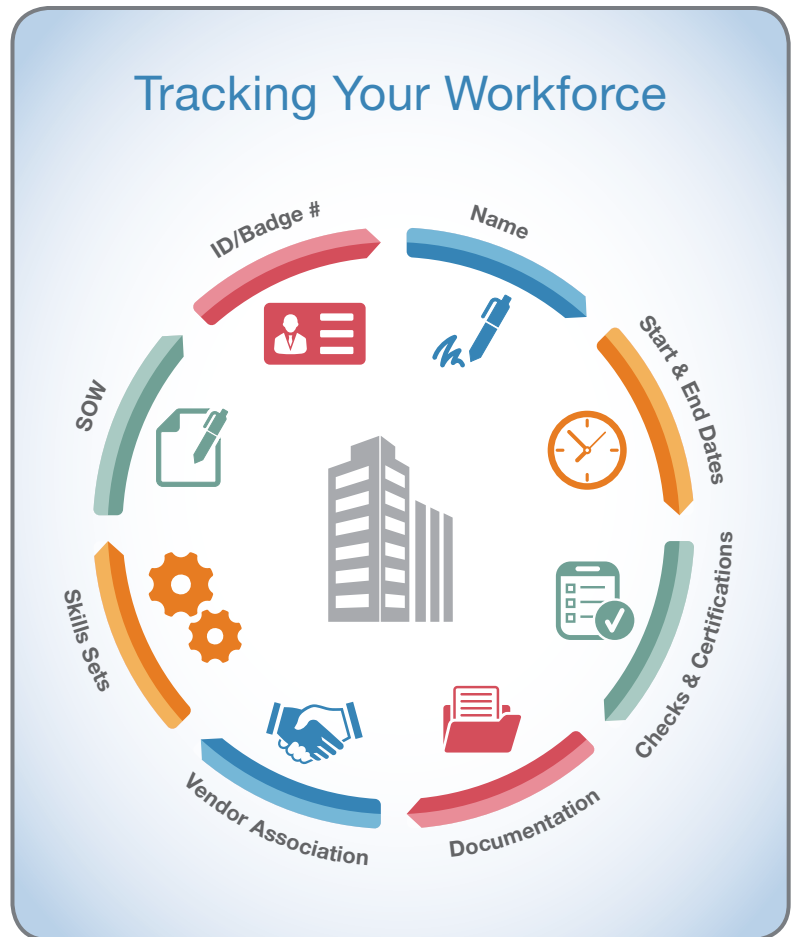 Tracking Your Workforce
ID/Badge #
Name
Start & End Dates
Checks & Certifications
Documentation
Vendor Association
Skills Sets
SOW